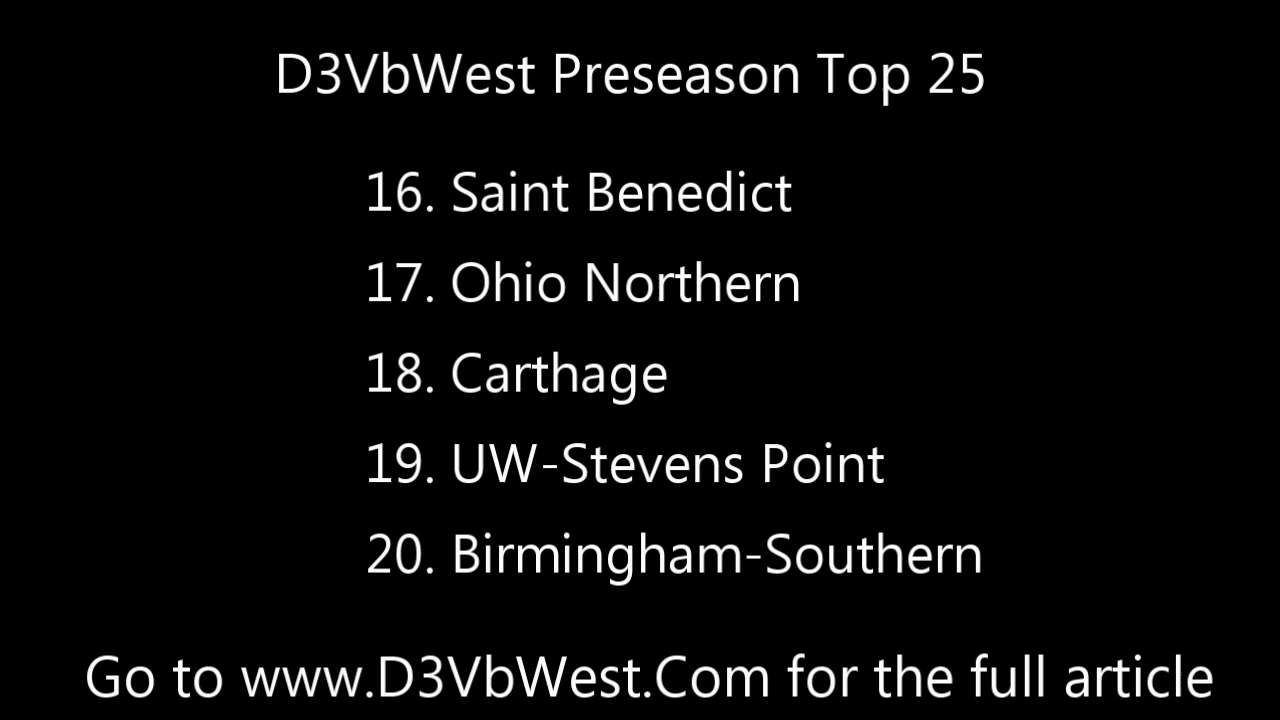 D3VbWest Preseason Top 25
16. Saint Benedict
17. Ohio Northern
18. Carthage
19. UW-Stevens Point
20. Birmingham-Southern
Go to www.D3VbWest.Com for the full article